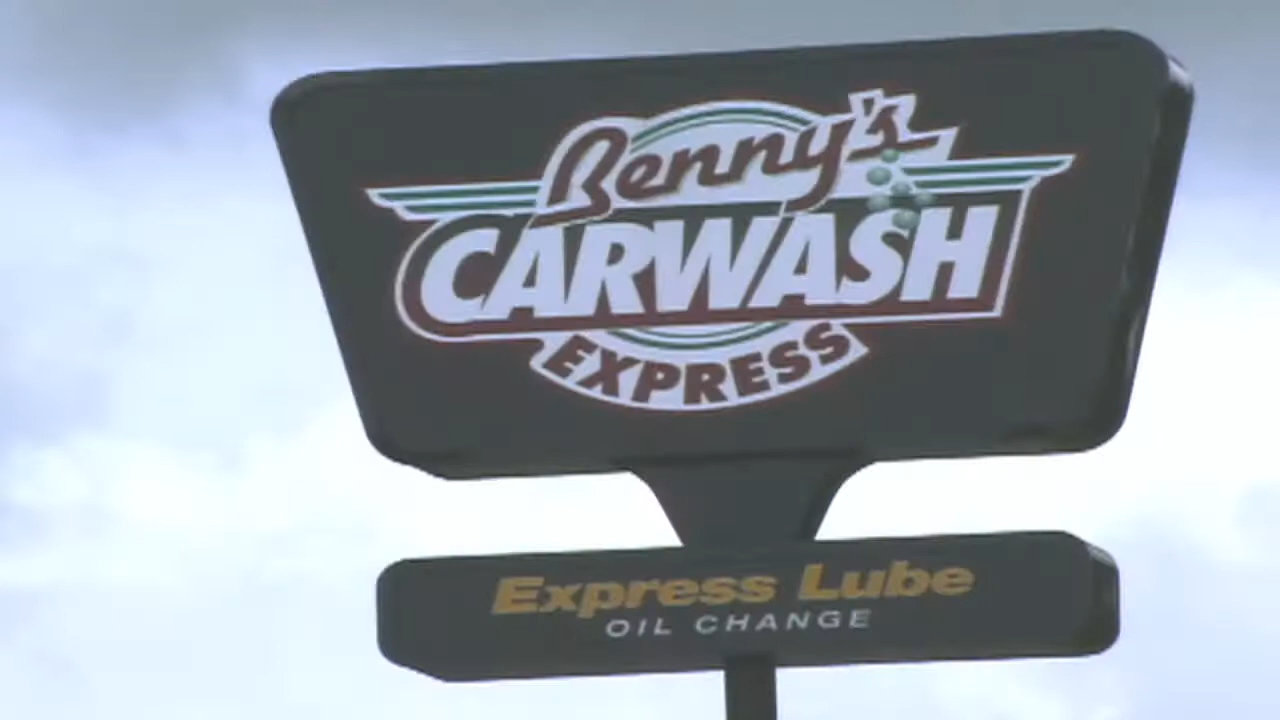 Benny's
CARWASH
EXPRESS
Express Lube
OIL CHANGE